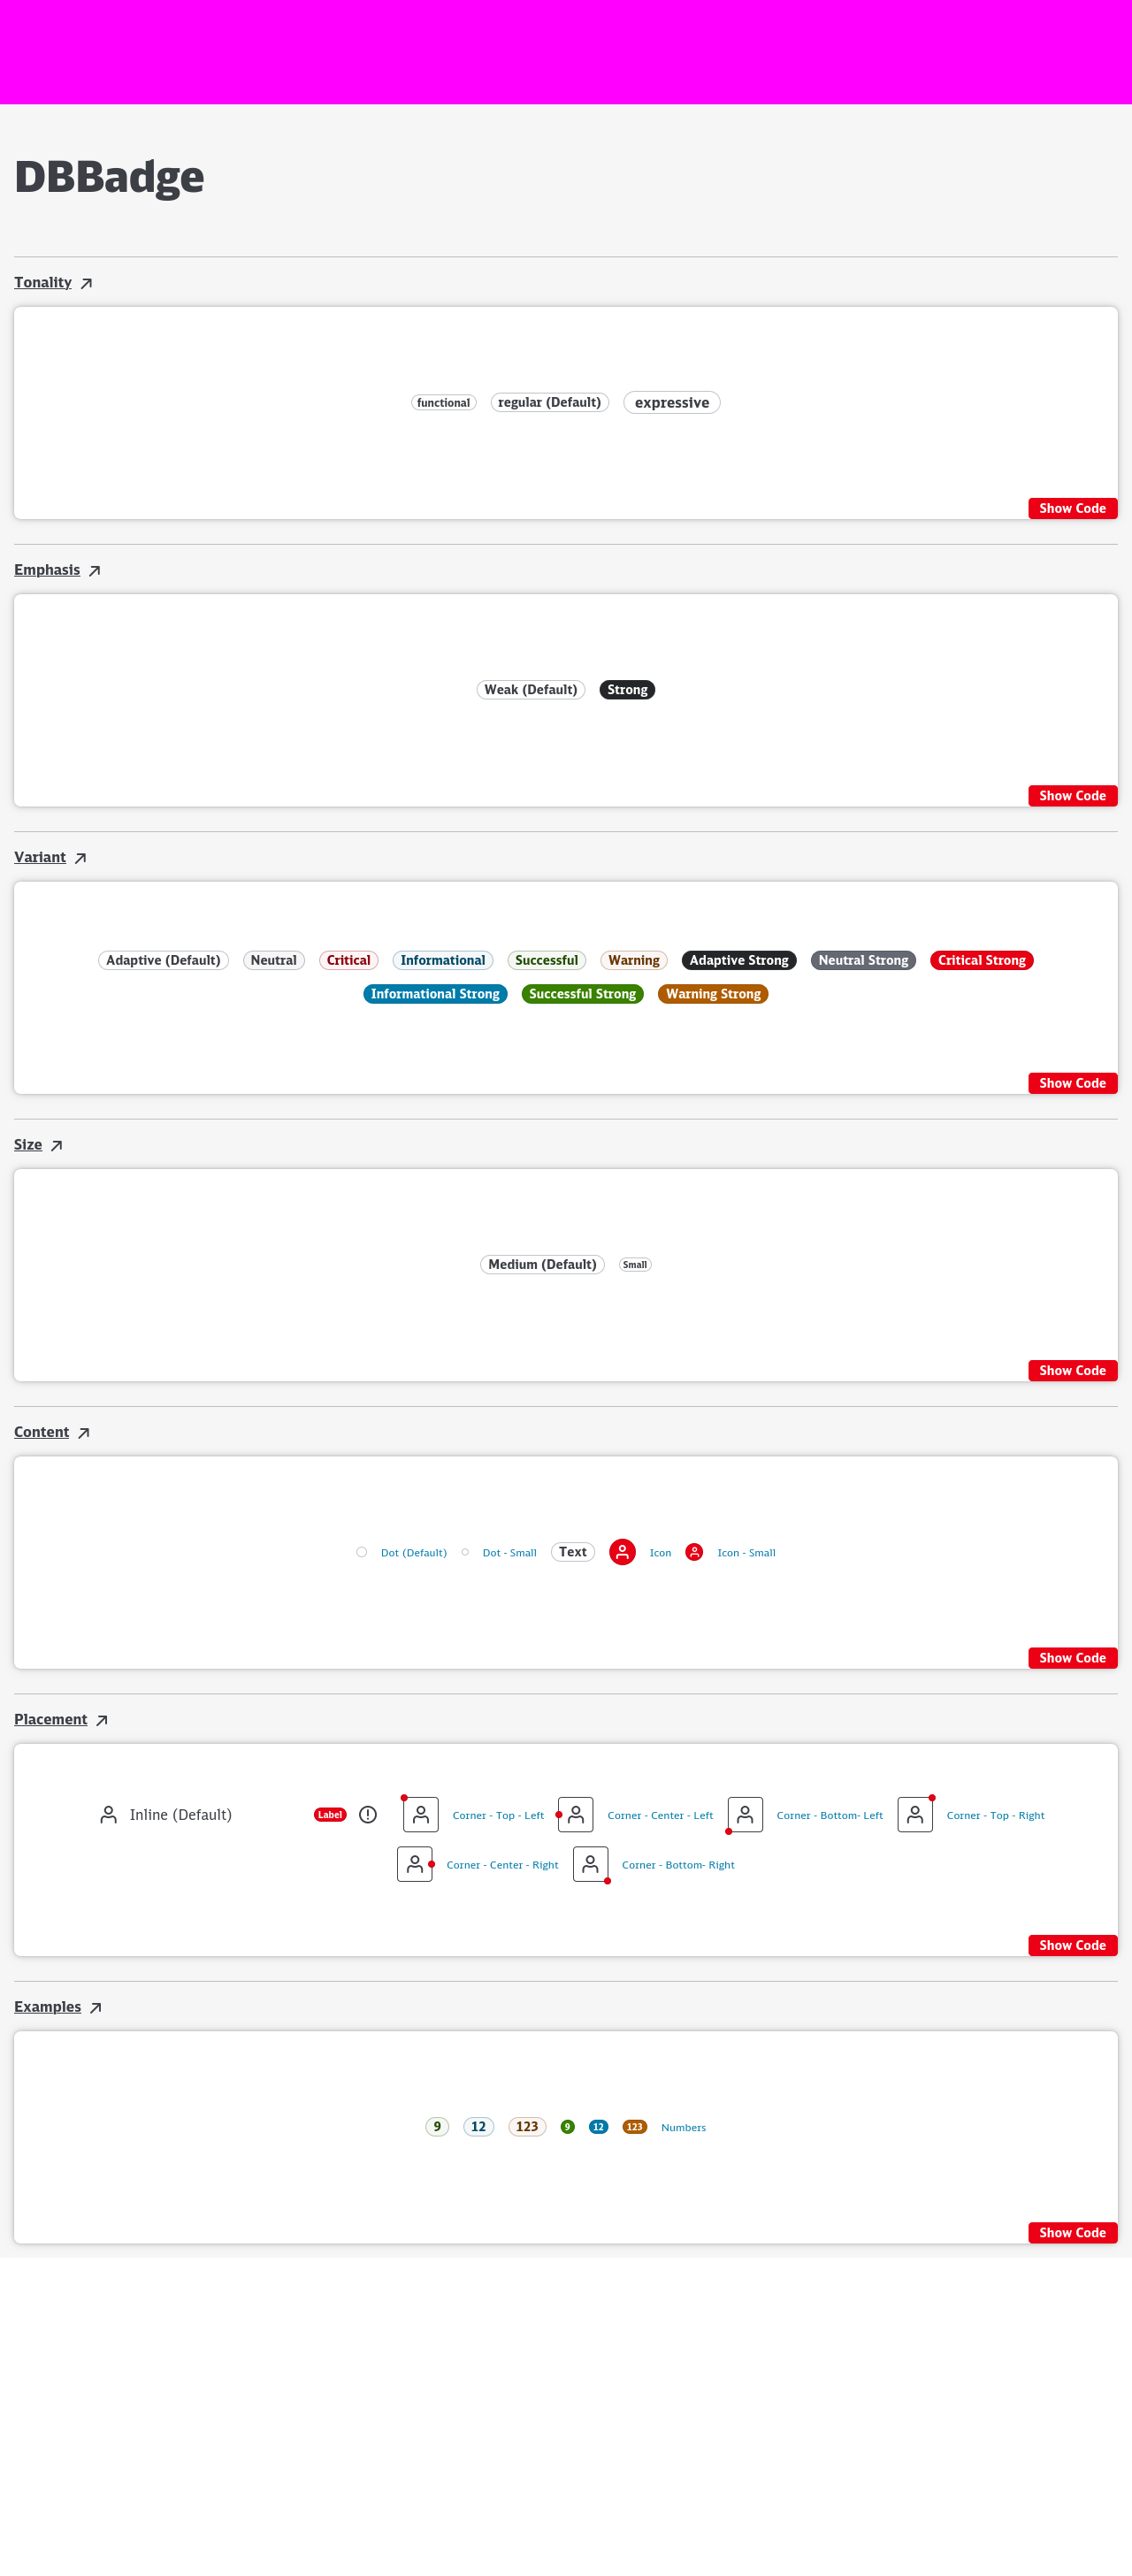 DBBadge
Tonality
functional regular (Default) expressive
Show Code
Emphasis
Weak (Default) Strong
Show Code
Variant
Adaptive (Default) Neutral Critical Informational Successful Warning Adaptive Strong Neutral Strong Critical Strong
Informational Strong Successful Strong Warning Strong
Show Code
Size
Medium (Default) Small
Show Code
Content
Dot (Default) Dot - Small Text Icon Icon - Small
Show Code
Placement
Inline (Default) Label Corner - Top - Left Corner - Center - Left Corner - Bottom- Left Corner - Top - Right
Corner - Center - Right Corner - Bottom- Right
Show Code
Examples
9 12 123 9 12 123 Numbers
Show Code